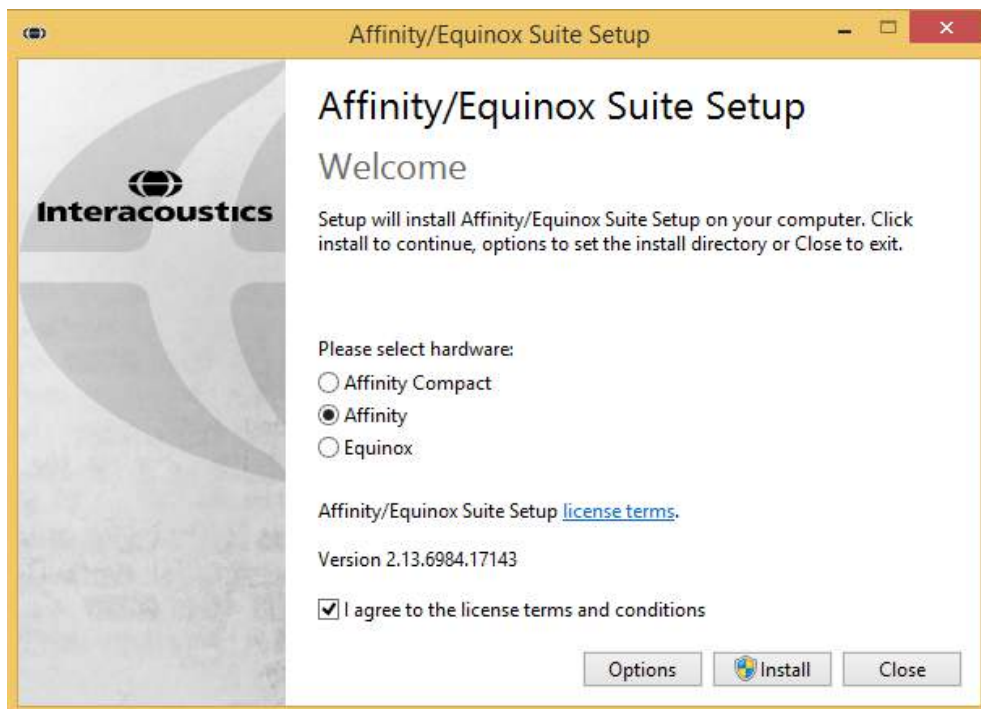 Affinity/Equinox Suite Setup
Affinity/Equinox Suite Setup
Welcome
Interacoustics
Setup will install Affinity/Equinox Suite Setup on your computer. Click
install to continue, options to set the install directory or Close to exit.
Please select hardware:
Affinity Compact
Affinity
Equinox
Affinity/Equinox Suite Setup license terms.
Version 2.13.6984.17143
I agree to the license terms and conditions
Options Install Close